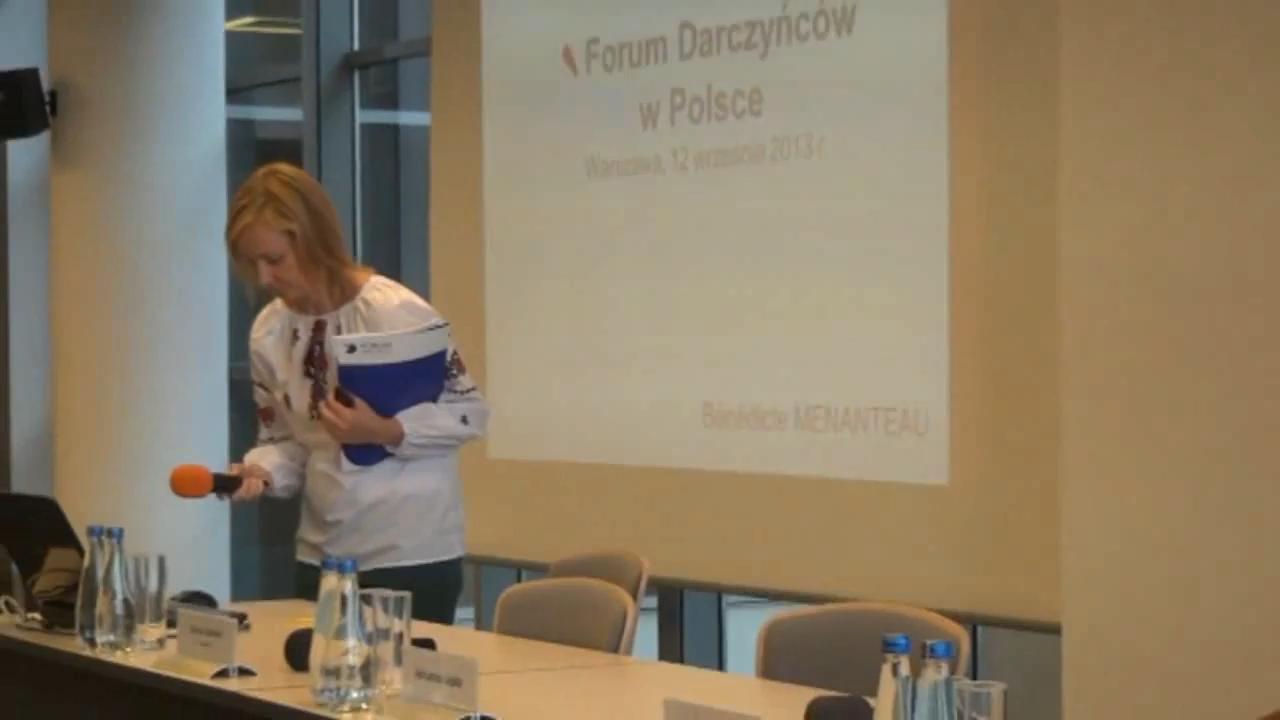 Forum Darczyńców
w Polsce
Warszawa, 12 września 2013 r.
Bénédicte MENANTEAU